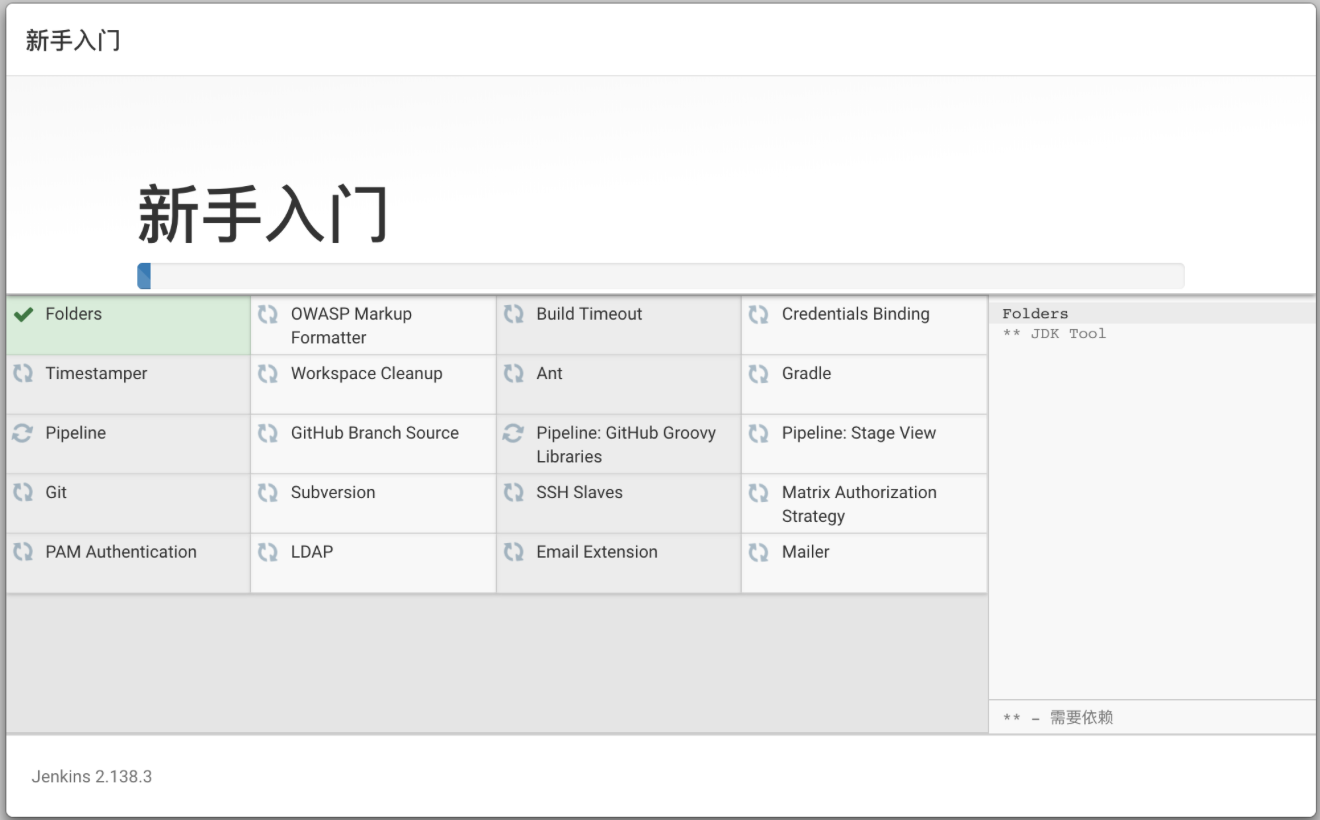 新手入门
新手入门
Folders
OWASP Markup
Formatter
Build Timeout
Credentials Binding
Timestamper
Workspace Cleanup
Ant
Gradle
Pipeline
GitHub Branch Source
Pipeline: GitHub Groovy
Libraries
Pipeline: Stage View
Git
Subversion
SSH Slaves
Matrix Authorization
Strategy
PAM Authentication
LDAP
Email Extension
Mailer
Folders
** JDK Tool
** - 需要依赖
Jenkins 2.138.3